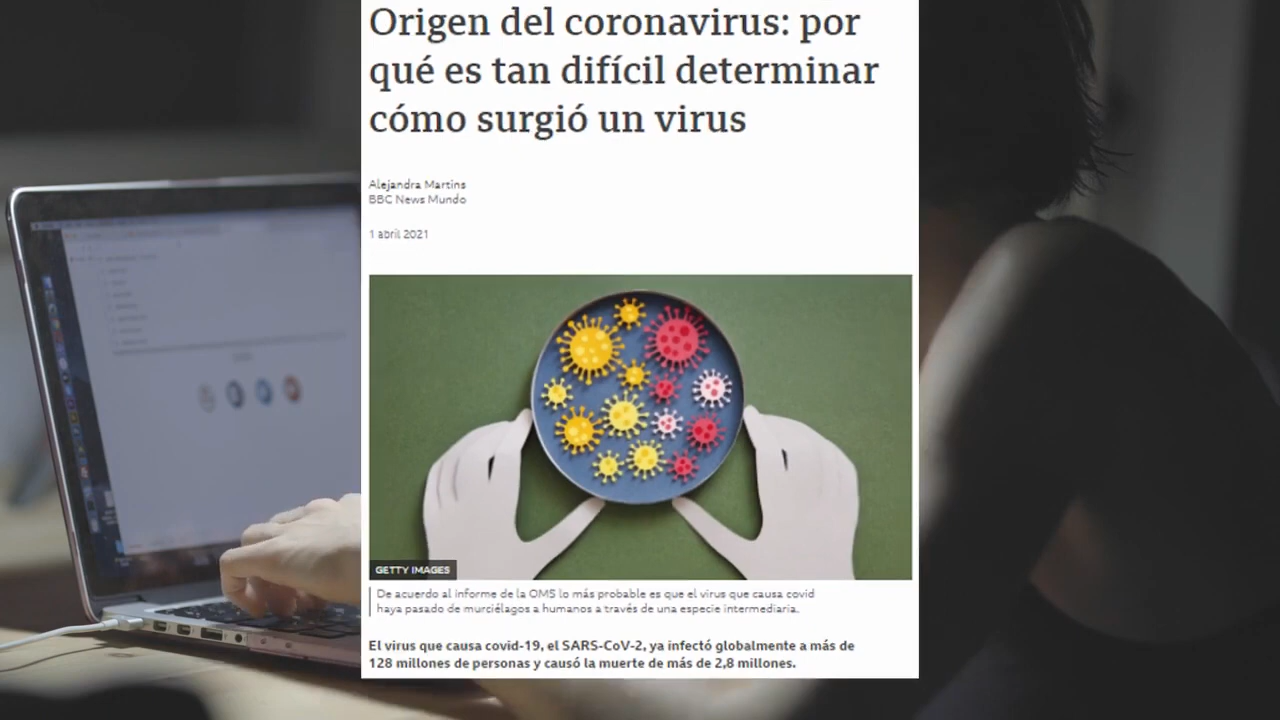 Origen del coronavirus: por
qué es tan difícil determinar
cómo surgió un virus
Alejandra Martins
BBC News Mundo
1 abril 2021
GETTY IMAGES
De acuerdo al informe de la OMS lo más probable es que el virus que causa covid
haya pasado de murciélagos a humanos a través de una especie intermediaria.
El virus que causa covid-19, el SARS-CoV-2, ya infectó globalmente a más de
128 millones de personas y causó la muerte de más de 2,8 millones.